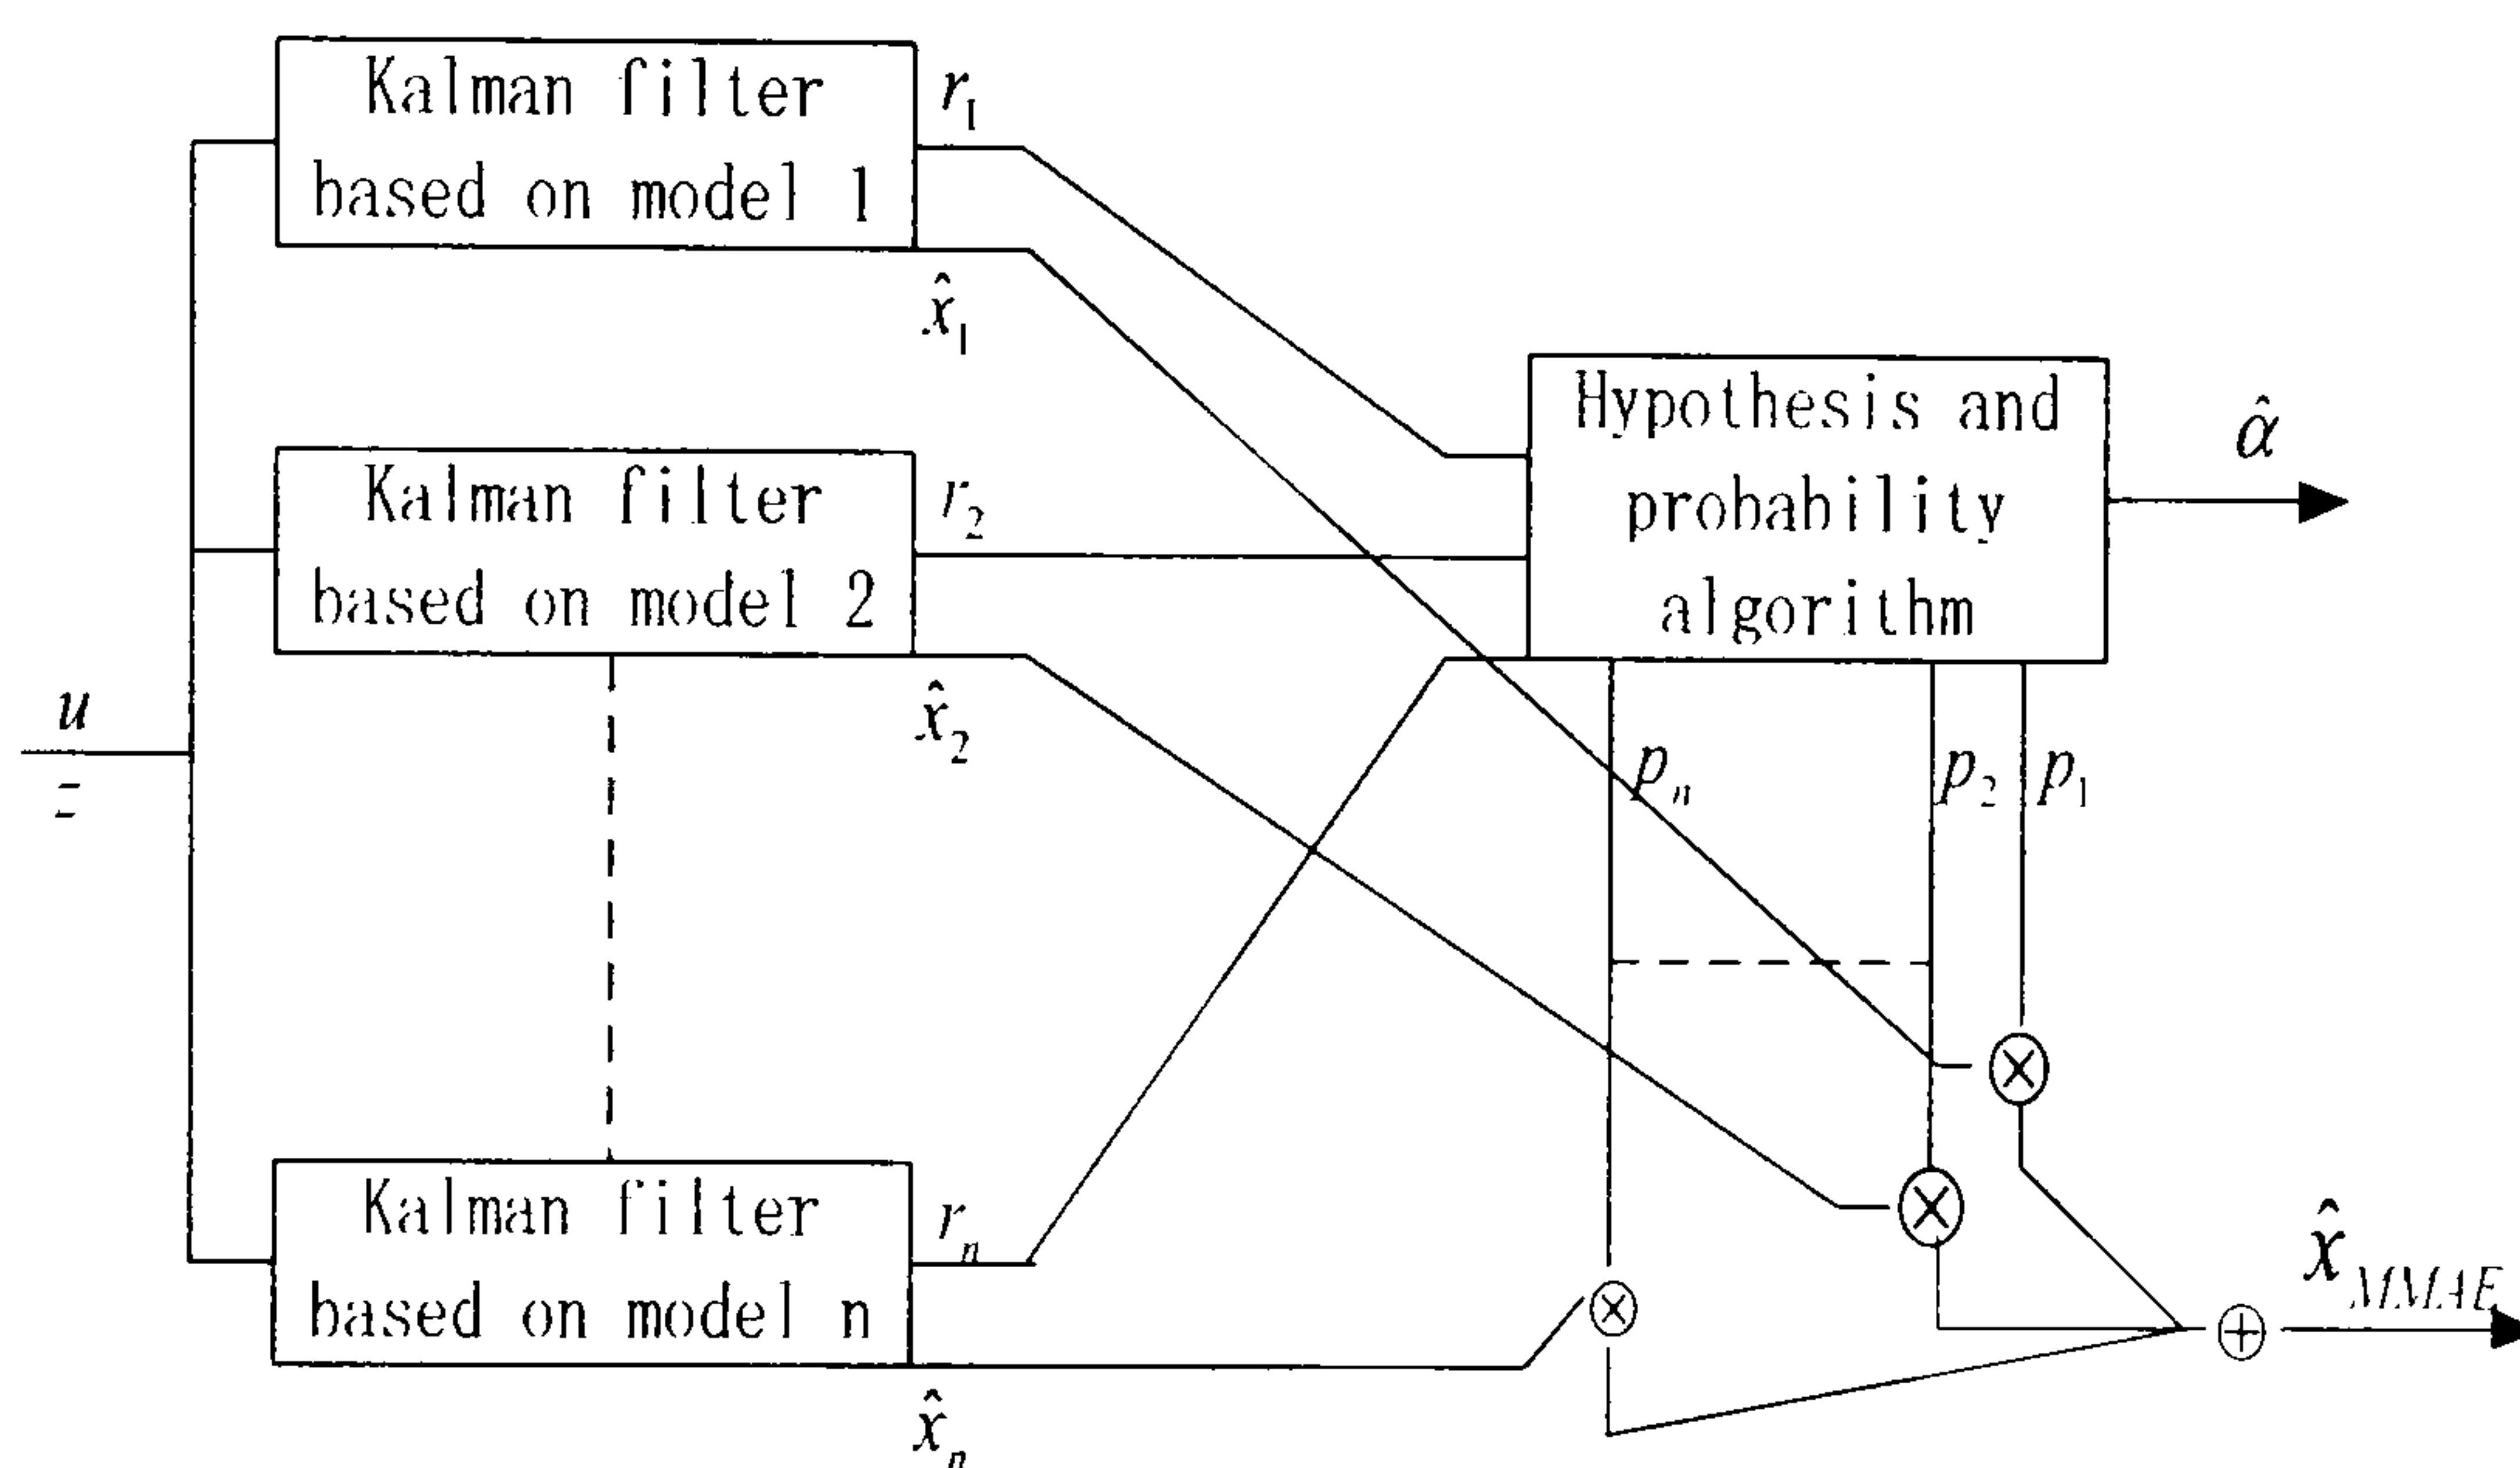 Kalman filter
based on model 1
r₁
x̂₁
Kalman filter
based on model 2
r₂
x̂₂
Hypothesis and
probability
algorithm
α̂
u
z
pₙ
p₂
p₁
Kalman filter
based on model n
rₙ
x̂ₙ
x̂ MMAE